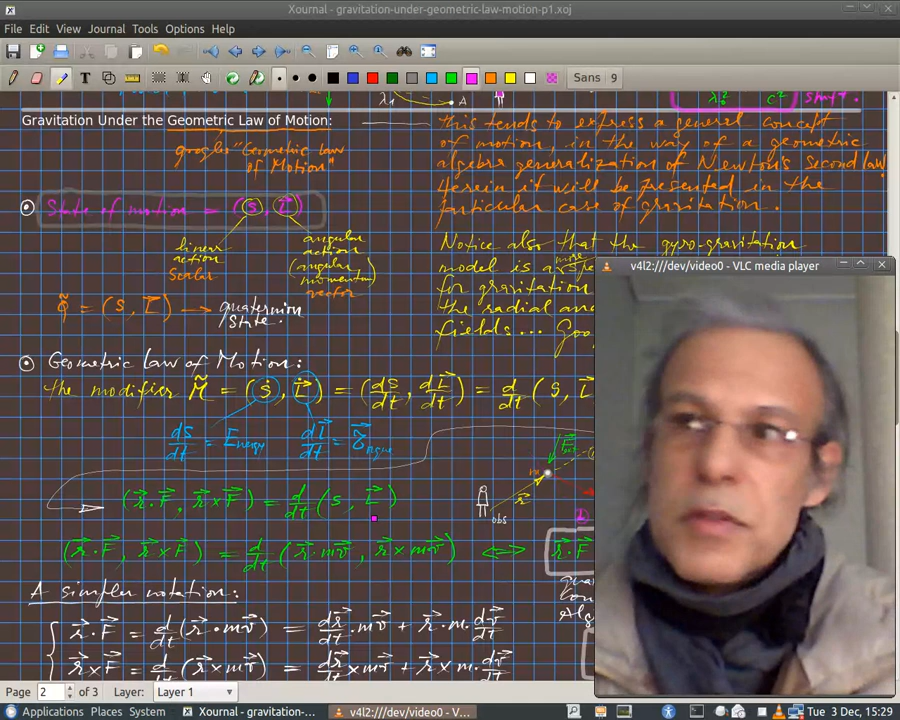 Xournal - gravitation-under-geometric-law-motion-p1.xoj
File Edit View Journal Tools Options Help
Sans 9
λ1 A
λ² c² shift.
Gravitation Under the Geometric Law of Motion:
google "Geometric law
of Motion"
this tends to express a general concept
of motion, in the way of a geometric
algebra generalization of Newton's Second law
Herein it will be presented in the
particular case of gravitation.
State of motion = (s, L⃗)
linear
action
scalar
angular
action
(angular
momentum)
vector
Notice also that the gyro-gravitation
more
model is a
for gravitation
the radial and
fields... Goo
v4l2:///dev/video0 - VLC media player
ϕ̃ = (s, L⃗) → quaternion
state.
Geometric law of Motion:
the modifier M̃ = (ṡ, L⃗̇) = (ds/dt, dL⃗/dt) = d/dt (s, L⃗
ds/dt = Energy dL⃗/dt = τ⃗orque
(r⃗·F⃗, r⃗×F⃗) = d/dt (s, L⃗)
obs r⃗ m
(r⃗·F⃗, r⃗×F⃗) = d/dt (r⃗·mv⃗, r⃗×mv⃗) ⟺ r⃗·F⃗
A simpler notation:
r⃗·F⃗ = d/dt (r⃗·mv⃗) = dr⃗/dt·mv⃗ + r⃗·m·dv⃗/dt
r⃗×F⃗ = d/dt (r⃗×mv⃗) = dr⃗/dt×mv⃗ + r⃗×m·dv⃗/dt
Page 2 of 3 Layer: Layer 1
Applications Places System Xournal - gravitation-... v4l2:///dev/video0 - V... Tue 3 Dec, 15:29